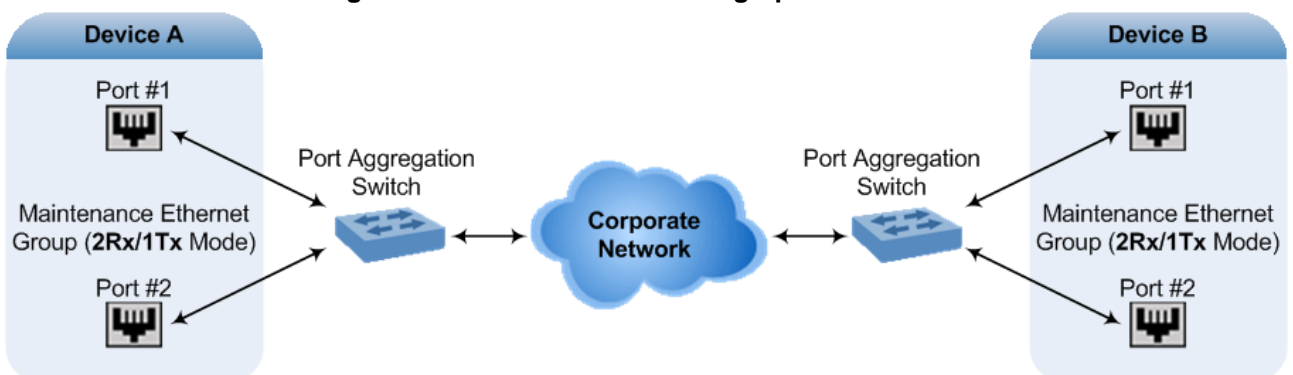 Device A
Port #1
Port Aggregation
Switch
Maintenance Ethernet
Group (2Rx/1Tx Mode)
Port #2
Corporate
Network
Device B
Port #1
Port Aggregation
Switch
Maintenance Ethernet
Group (2Rx/1Tx Mode)
Port #2